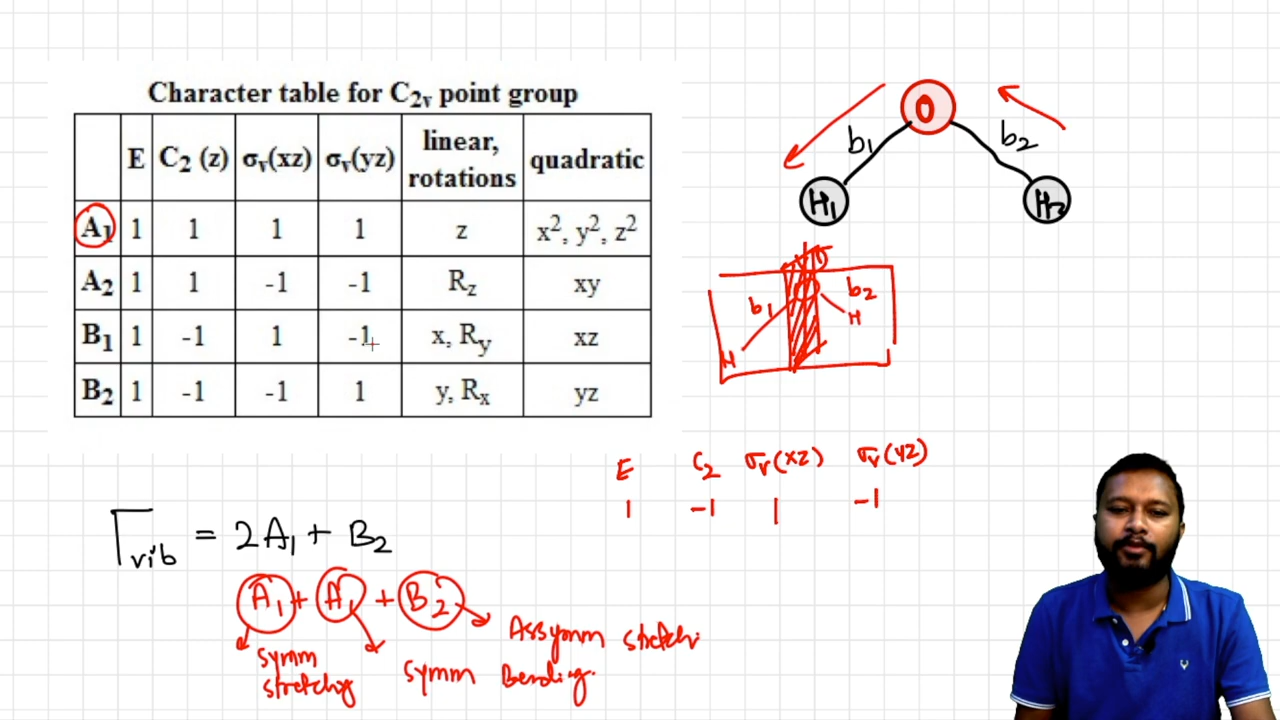 Character table for C2v point group
E C2 (z) σv(xz) σv(yz) linear, rotations quadratic
A1 1 1 1 1 z x², y², z²
A2 1 1 -1 -1 Rz xy
B1 1 -1 1 -1 x, Ry xz
B2 1 -1 -1 1 y, Rx yz
O
b1 b2
H1 H2
σ
b1 b2
H H
E C2 σv(xz) σv(yz)
1 -1 1 -1
Γvib = 2A1 + B2
A1 + A1 + B2
Assymm stretchi
symm stretching
symm Bending.